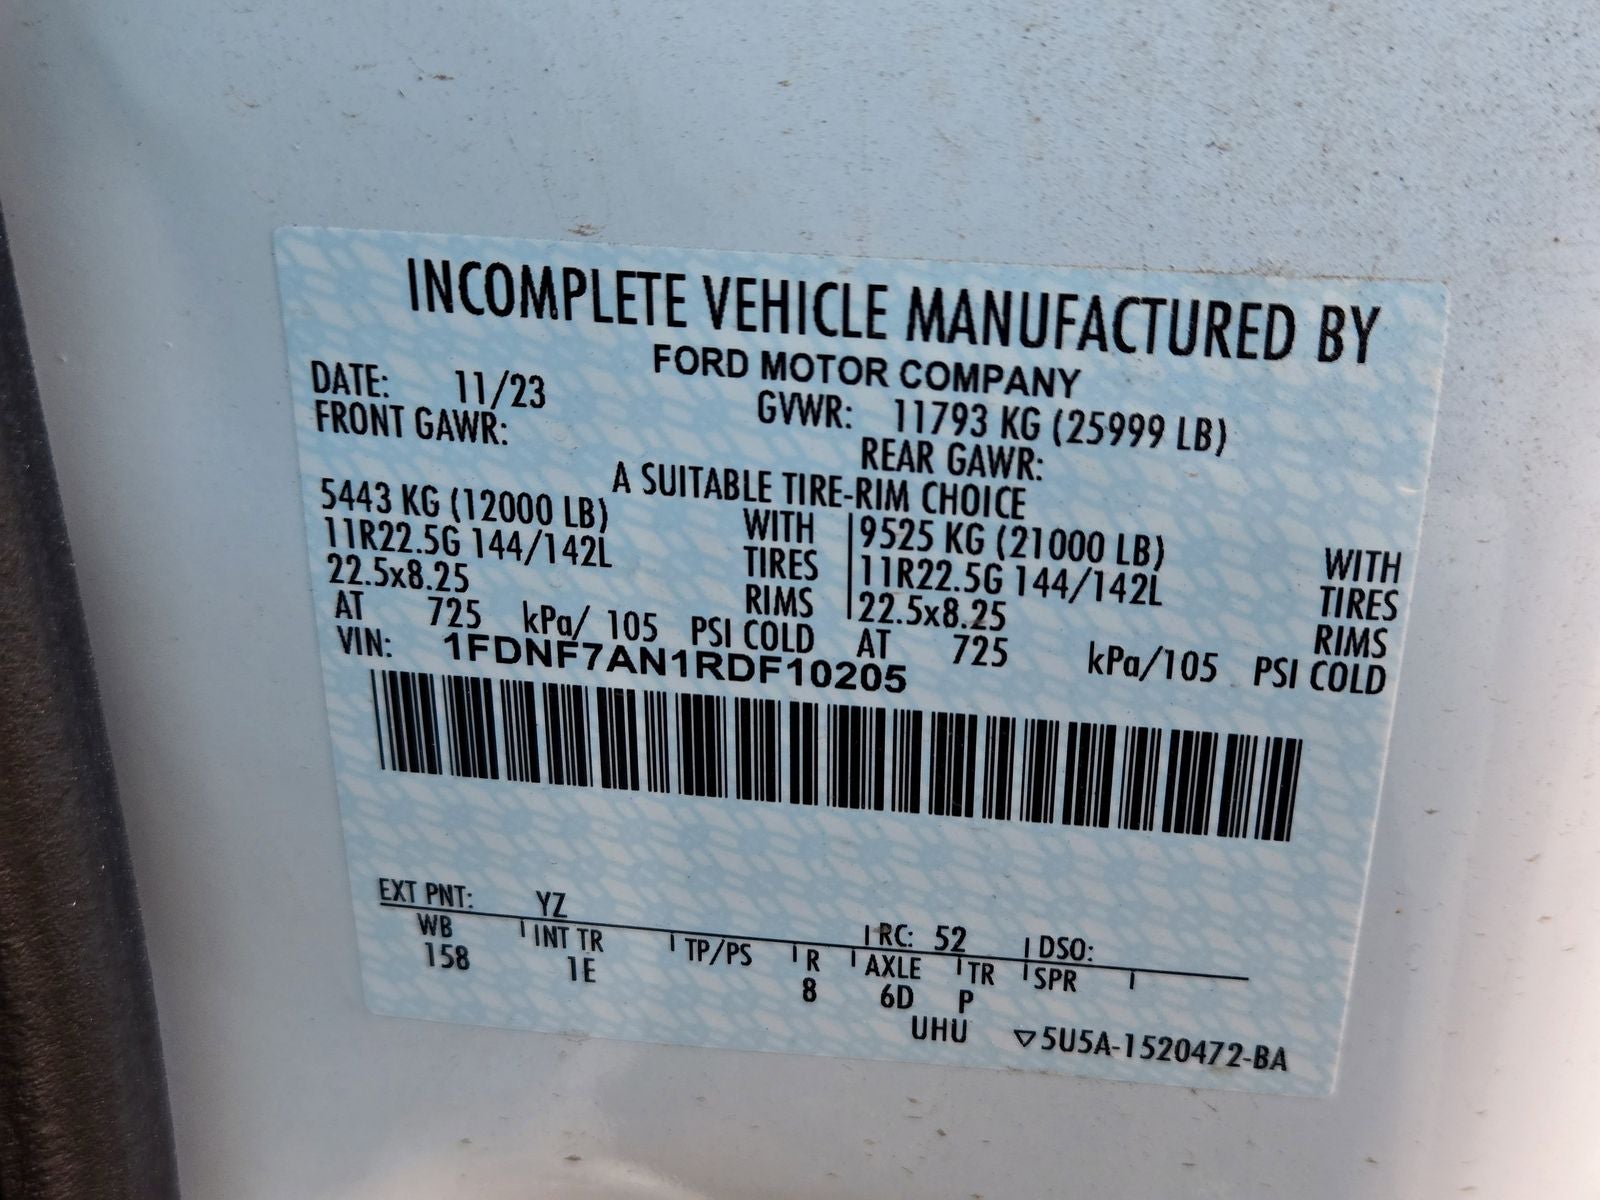 INCOMPLETE VEHICLE MANUFACTURED BY
FORD MOTOR COMPANY
DATE: 11/23 GVWR: 11793 KG (25999 LB)
FRONT GAWR: REAR GAWR:
A SUITABLE TIRE-RIM CHOICE
5443 KG (12000 LB) WITH 9525 KG (21000 LB) WITH
11R22.5G 144/142L TIRES 11R22.5G 144/142L TIRES
22.5x8.25 RIMS 22.5x8.25 RIMS
AT 725 kPa/ 105 PSI COLD AT 725 kPa/105 PSI COLD
VIN: 1FDNF7AN1RDF10205
EXT PNT: YZ RC: 52 DSO:
WB INT TR TP/PS R AXLE TR SPR
158 1E 8 6D P
UHU ▽5U5A-1520472-BA